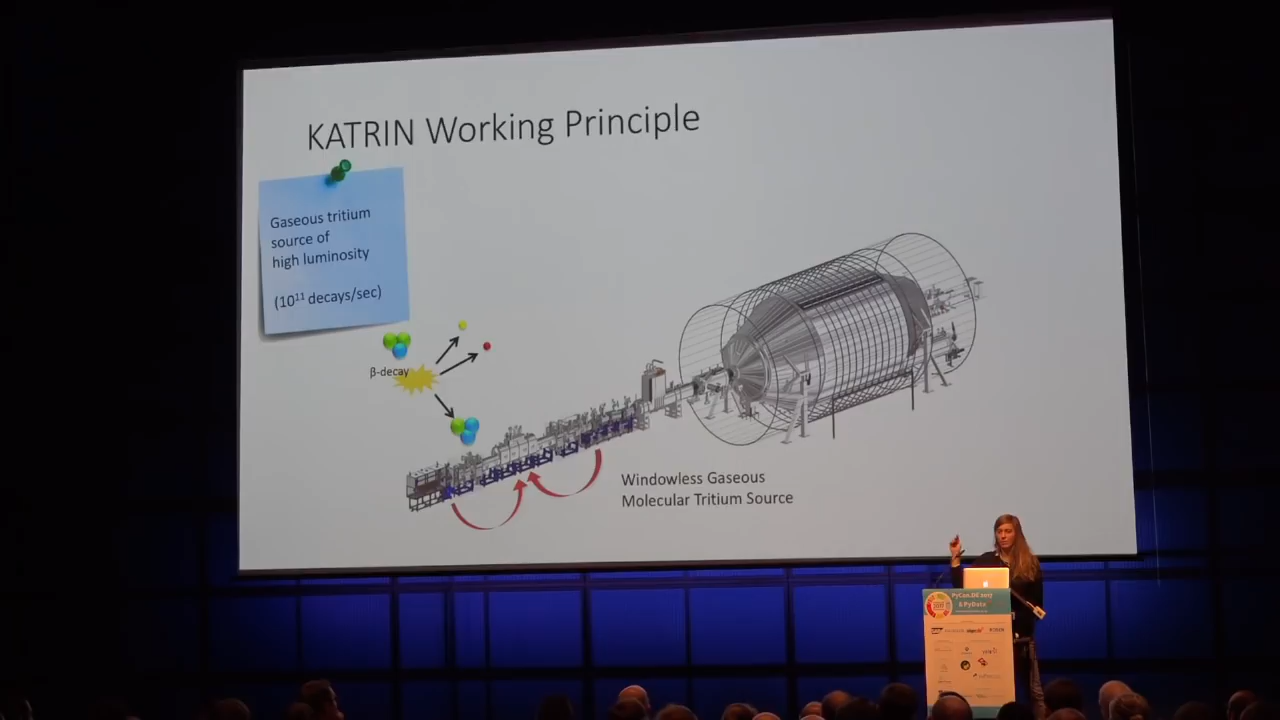 KATRIN Working Principle
Gaseous tritium
source of
high luminosity
(10¹¹ decays/sec)
β-decay
Windowless Gaseous
Molecular Tritium Source
PyCon.DE 2017
& PyData